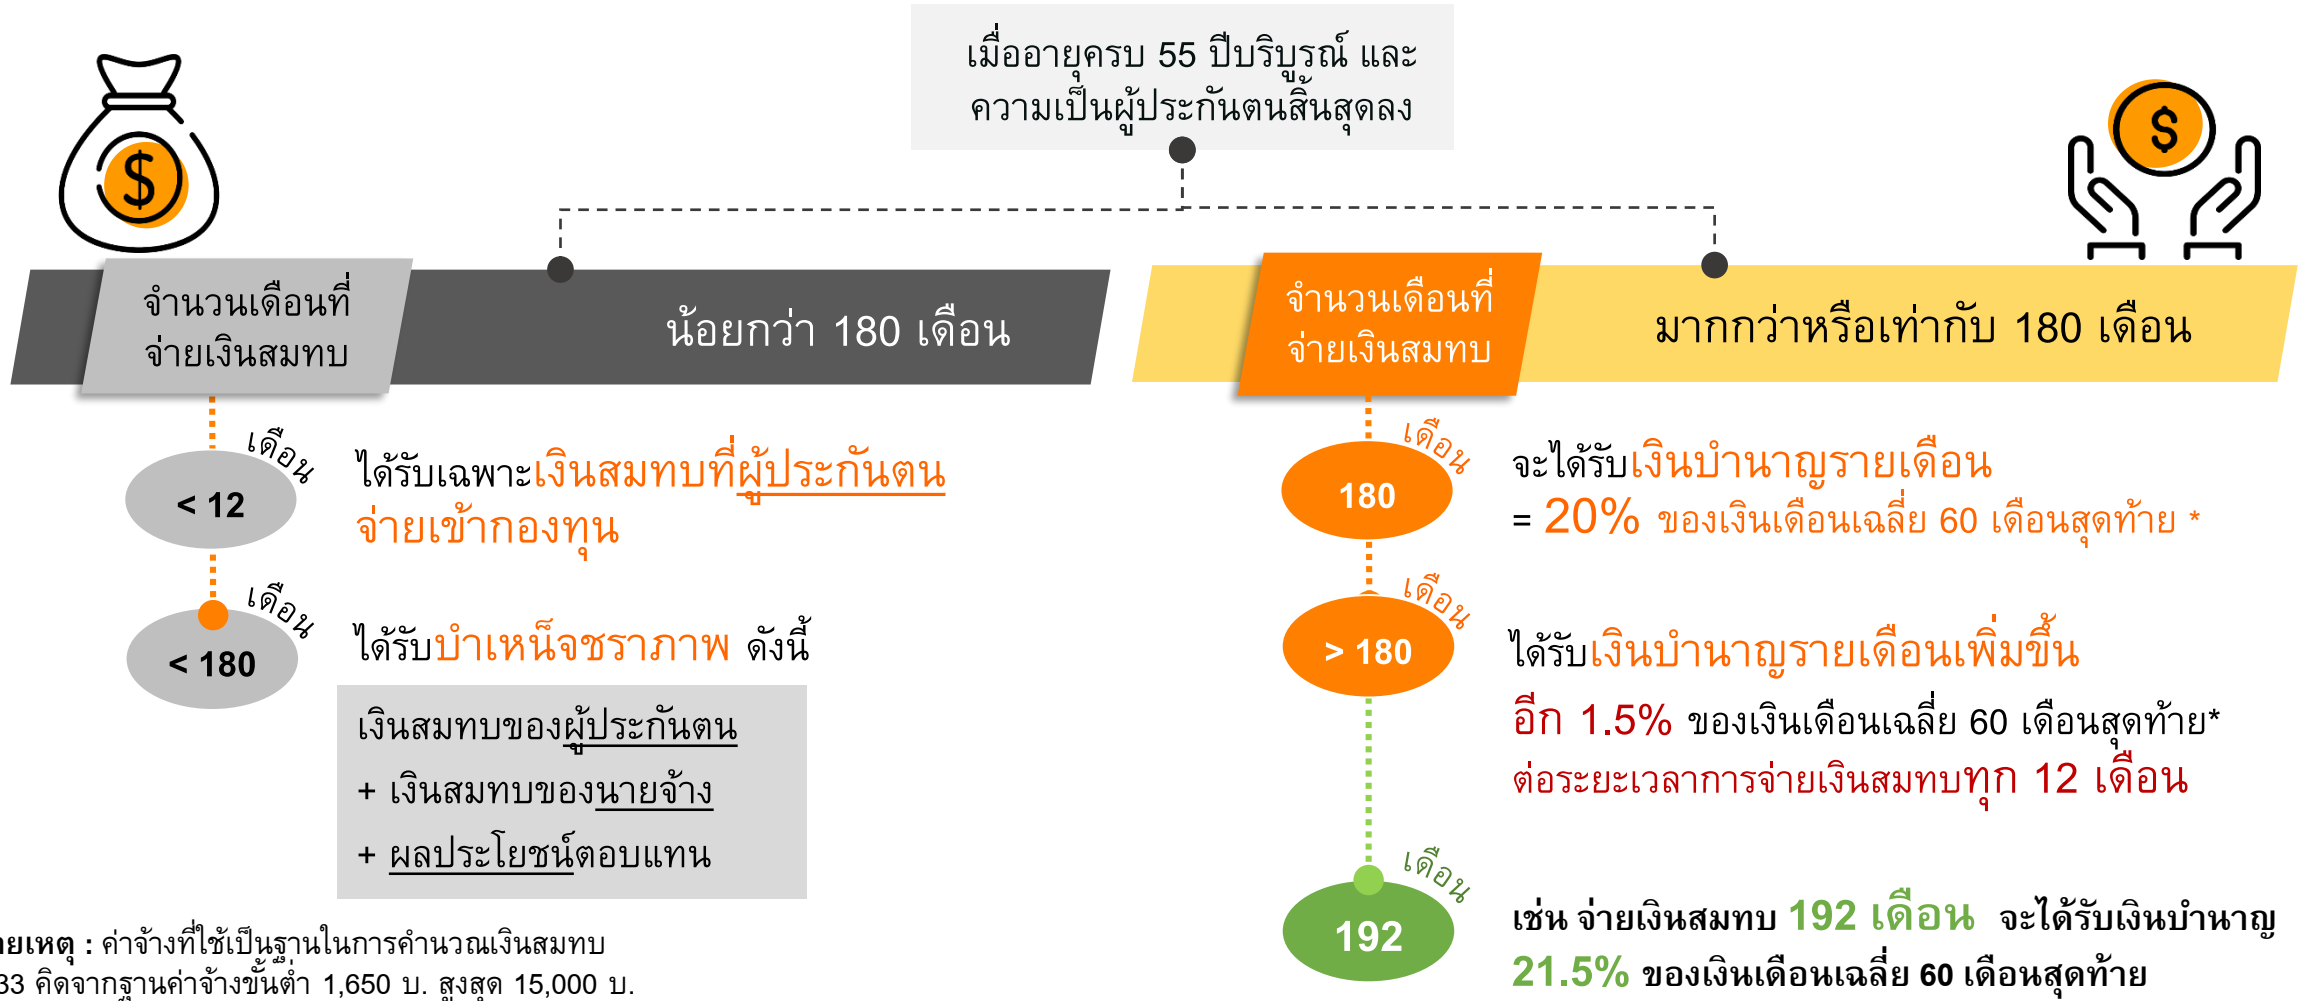 เมื่ออายุครบ 55 ปีบริบูรณ์ และ
ความเป็นผู้ประกันตนสิ้นสุดลง
$
$
จำนวนเดือนที่
จ่ายเงินสมทบ
น้อยกว่า 180 เดือน
เดือน
< 12
ได้รับเฉพาะเงินสมทบที่ผู้ประกันตน
จ่ายเข้ากองทุน
เดือน
< 180
ได้รับบำเหน็จชราภาพ ดังนี้
เงินสมทบของผู้ประกันตน
+ เงินสมทบของนายจ้าง
+ ผลประโยชน์ตอบแทน
ายเหตุ : ค่าจ้างที่ใช้เป็นฐานในการคำนวณเงินสมทบ
33 คิดจากฐานค่าจ้างขั้นต่ำ 1,650 บ. สูงสุด 15,000 บ.
จำนวนเดือนที่
จ่ายเงินสมทบ
มากกว่าหรือเท่ากับ 180 เดือน
เดือน
180
จะได้รับเงินบำนาญรายเดือน
= 20% ของเงินเดือนเฉลี่ย 60 เดือนสุดท้าย *
เดือน
> 180
ได้รับเงินบำนาญรายเดือนเพิ่มขึ้น
อีก 1.5% ของเงินเดือนเฉลี่ย 60 เดือนสุดท้าย*
ต่อระยะเวลาการจ่ายเงินสมทบทุก 12 เดือน
เดือน
192
เช่น จ่ายเงินสมทบ 192 เดือน จะได้รับเงินบำนาญ
21.5% ของเงินเดือนเฉลี่ย 60 เดือนสุดท้าย